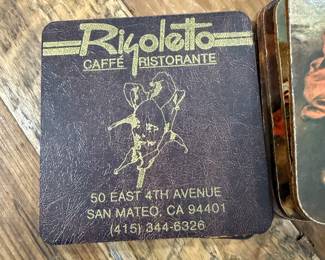 Rigoletto
CAFFÉ RISTORANTE
50 EAST 4TH AVENUE
SAN MATEO, CA 94401
(415) 344-6326